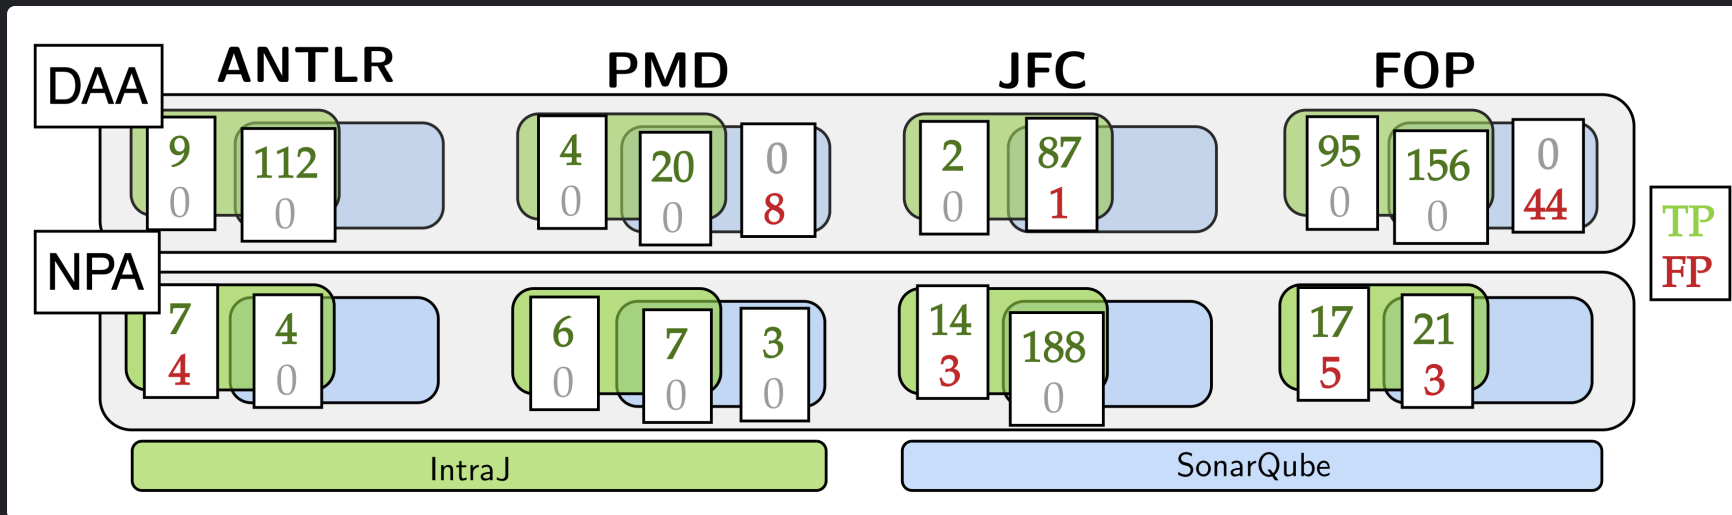 ANTLR PMD JFC FOP
DAA
9 112 4 20 0 2 87 95 156 0
0 0 0 0 8 0 1 0 0 44
TP
FP
NPA
7 4 6 7 3 14 188 17 21
4 0 0 0 0 3 0 5 3
IntraJ SonarQube